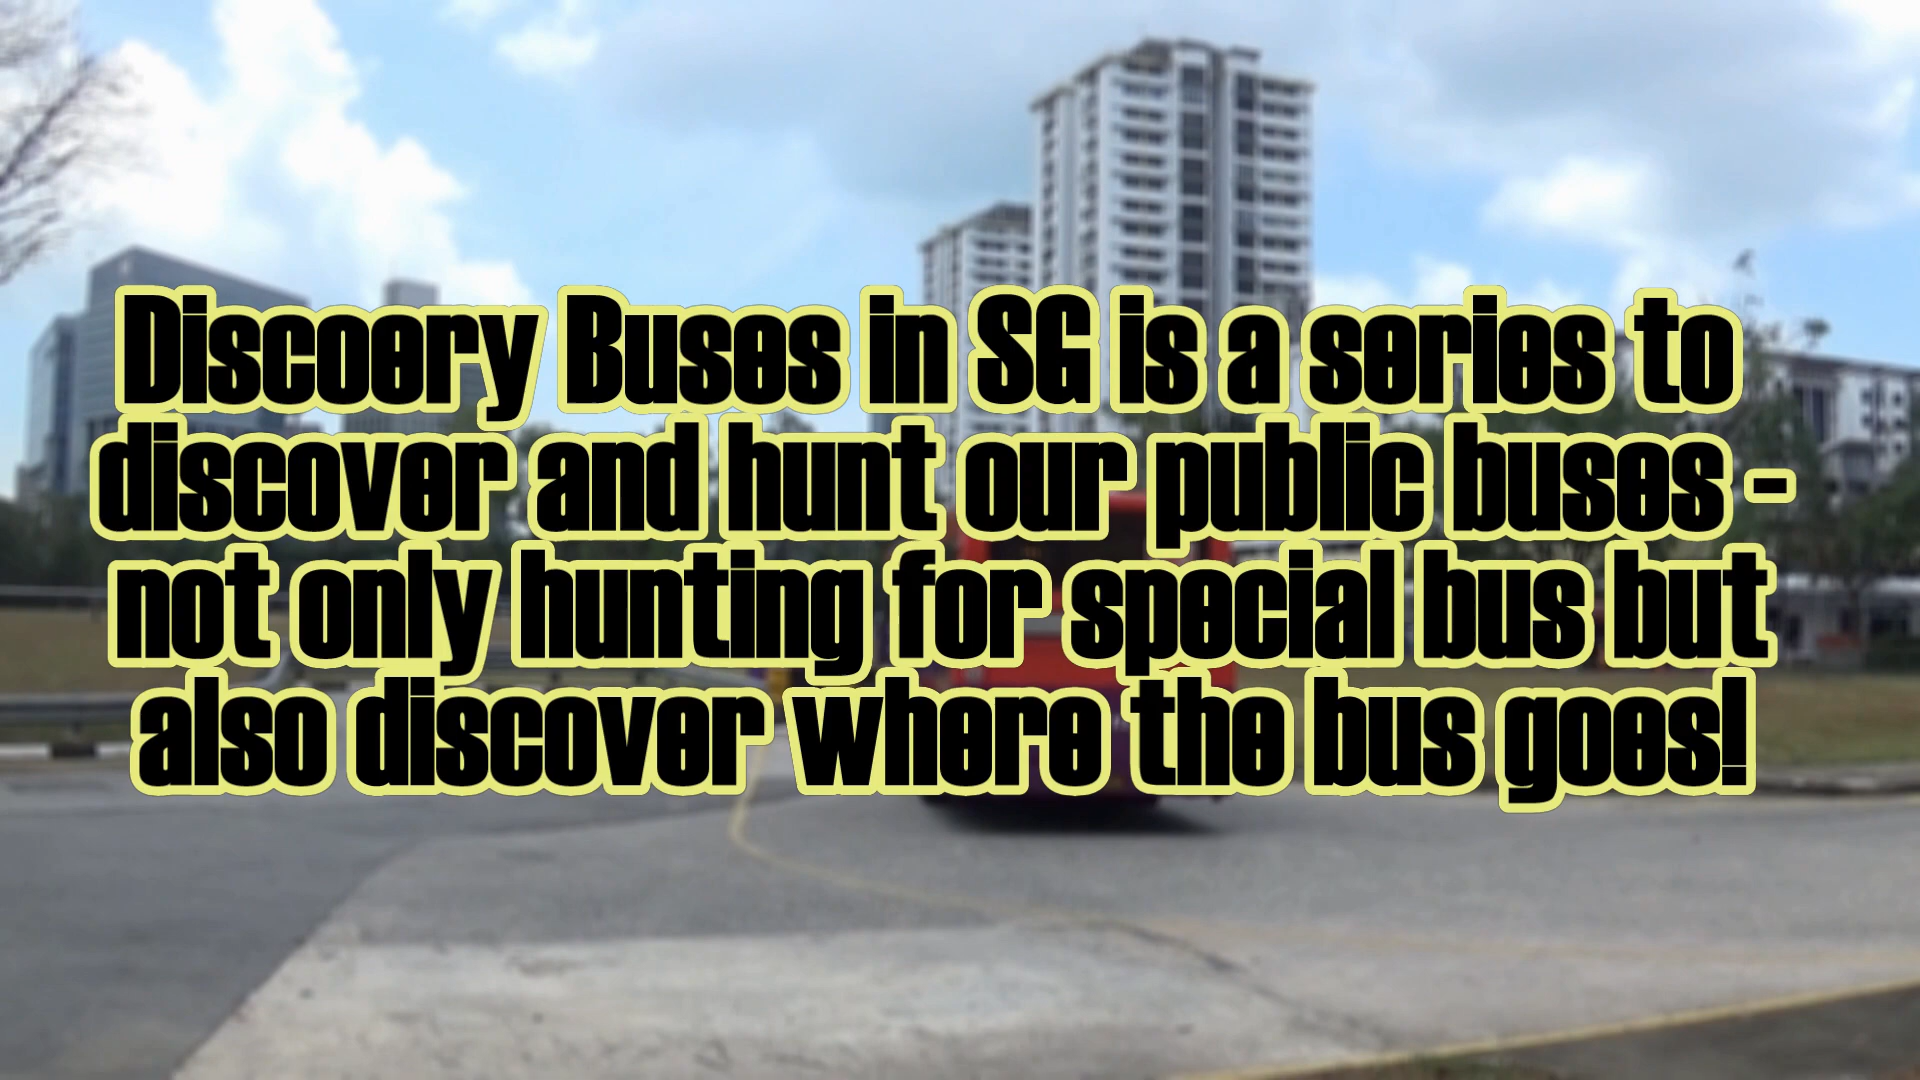 Discoery Buses in SG is a series to
discover and hunt our public buses -
not only hunting for special bus but
also discover where the bus goes!